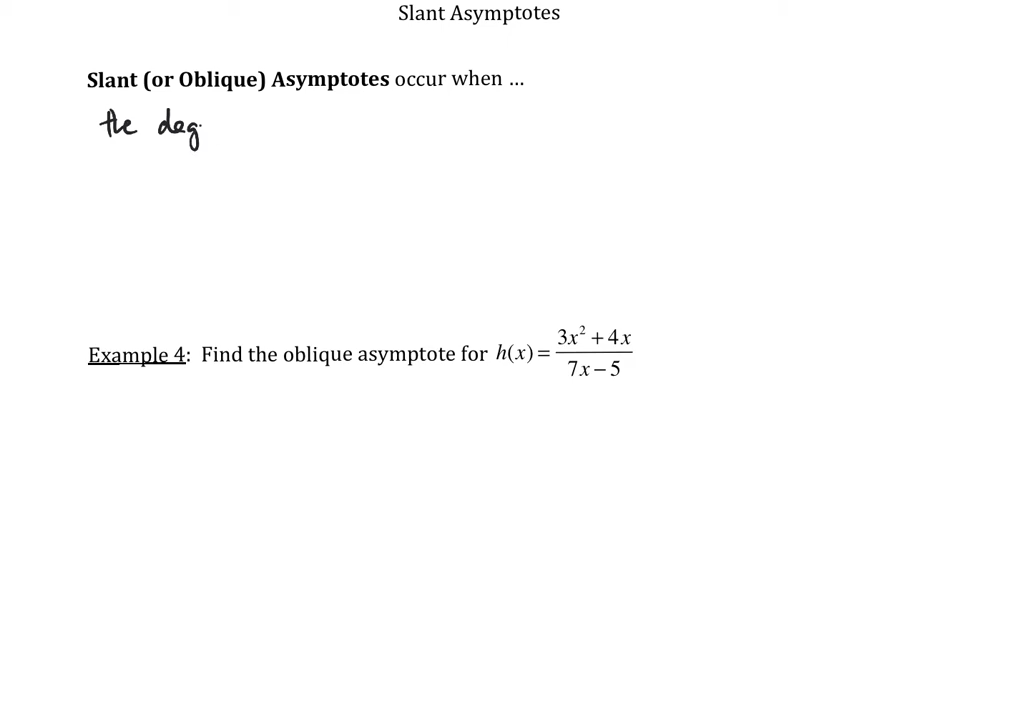 Slant Asymptotes
Slant (or Oblique) Asymptotes occur when …
the deg
Example 4: Find the oblique asymptote for h(x) = (3x² + 4x)/(7x − 5)